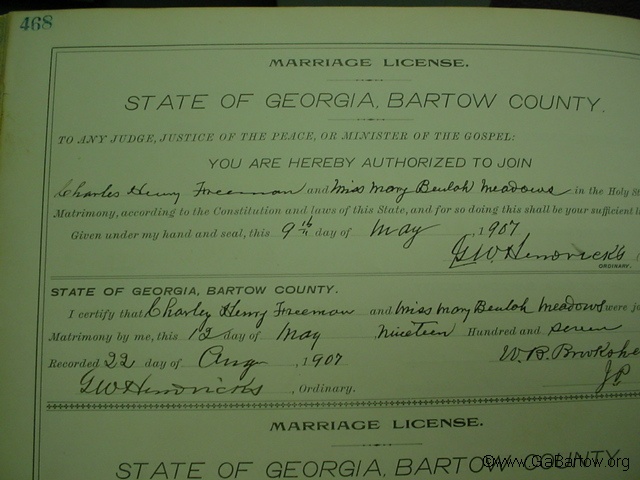 468
MARRIAGE LICENSE.
STATE OF GEORGIA, BARTOW COUNTY.
TO ANY JUDGE, JUSTICE OF THE PEACE, OR MINISTER OF THE GOSPEL:
YOU ARE HEREBY AUTHORIZED TO JOIN
Charles Henry Freeman and Miss Mary Beulah Meadows in the Holy
Matrimony, according to the Constitution and laws of this State, and for so doing this shall be your sufficient
Given under my hand and seal, this 9th day of May , 1907
G.W. Hendricks
ORDINARY.
STATE OF GEORGIA, BARTOW COUNTY.
I certify that Charley Henry Freeman and Miss Mary Beulah Meadows were
Matrimony by me, this 12 day of May , nineteen Hundred and seven
Recorded 22 day of Aug , 1907 W. B.
GW Hendricks , Ordinary. J.P.
MARRIAGE LICENSE.
STATE OF GEORGIA, BARTOW COUNTY.
©www.GaBartow.org